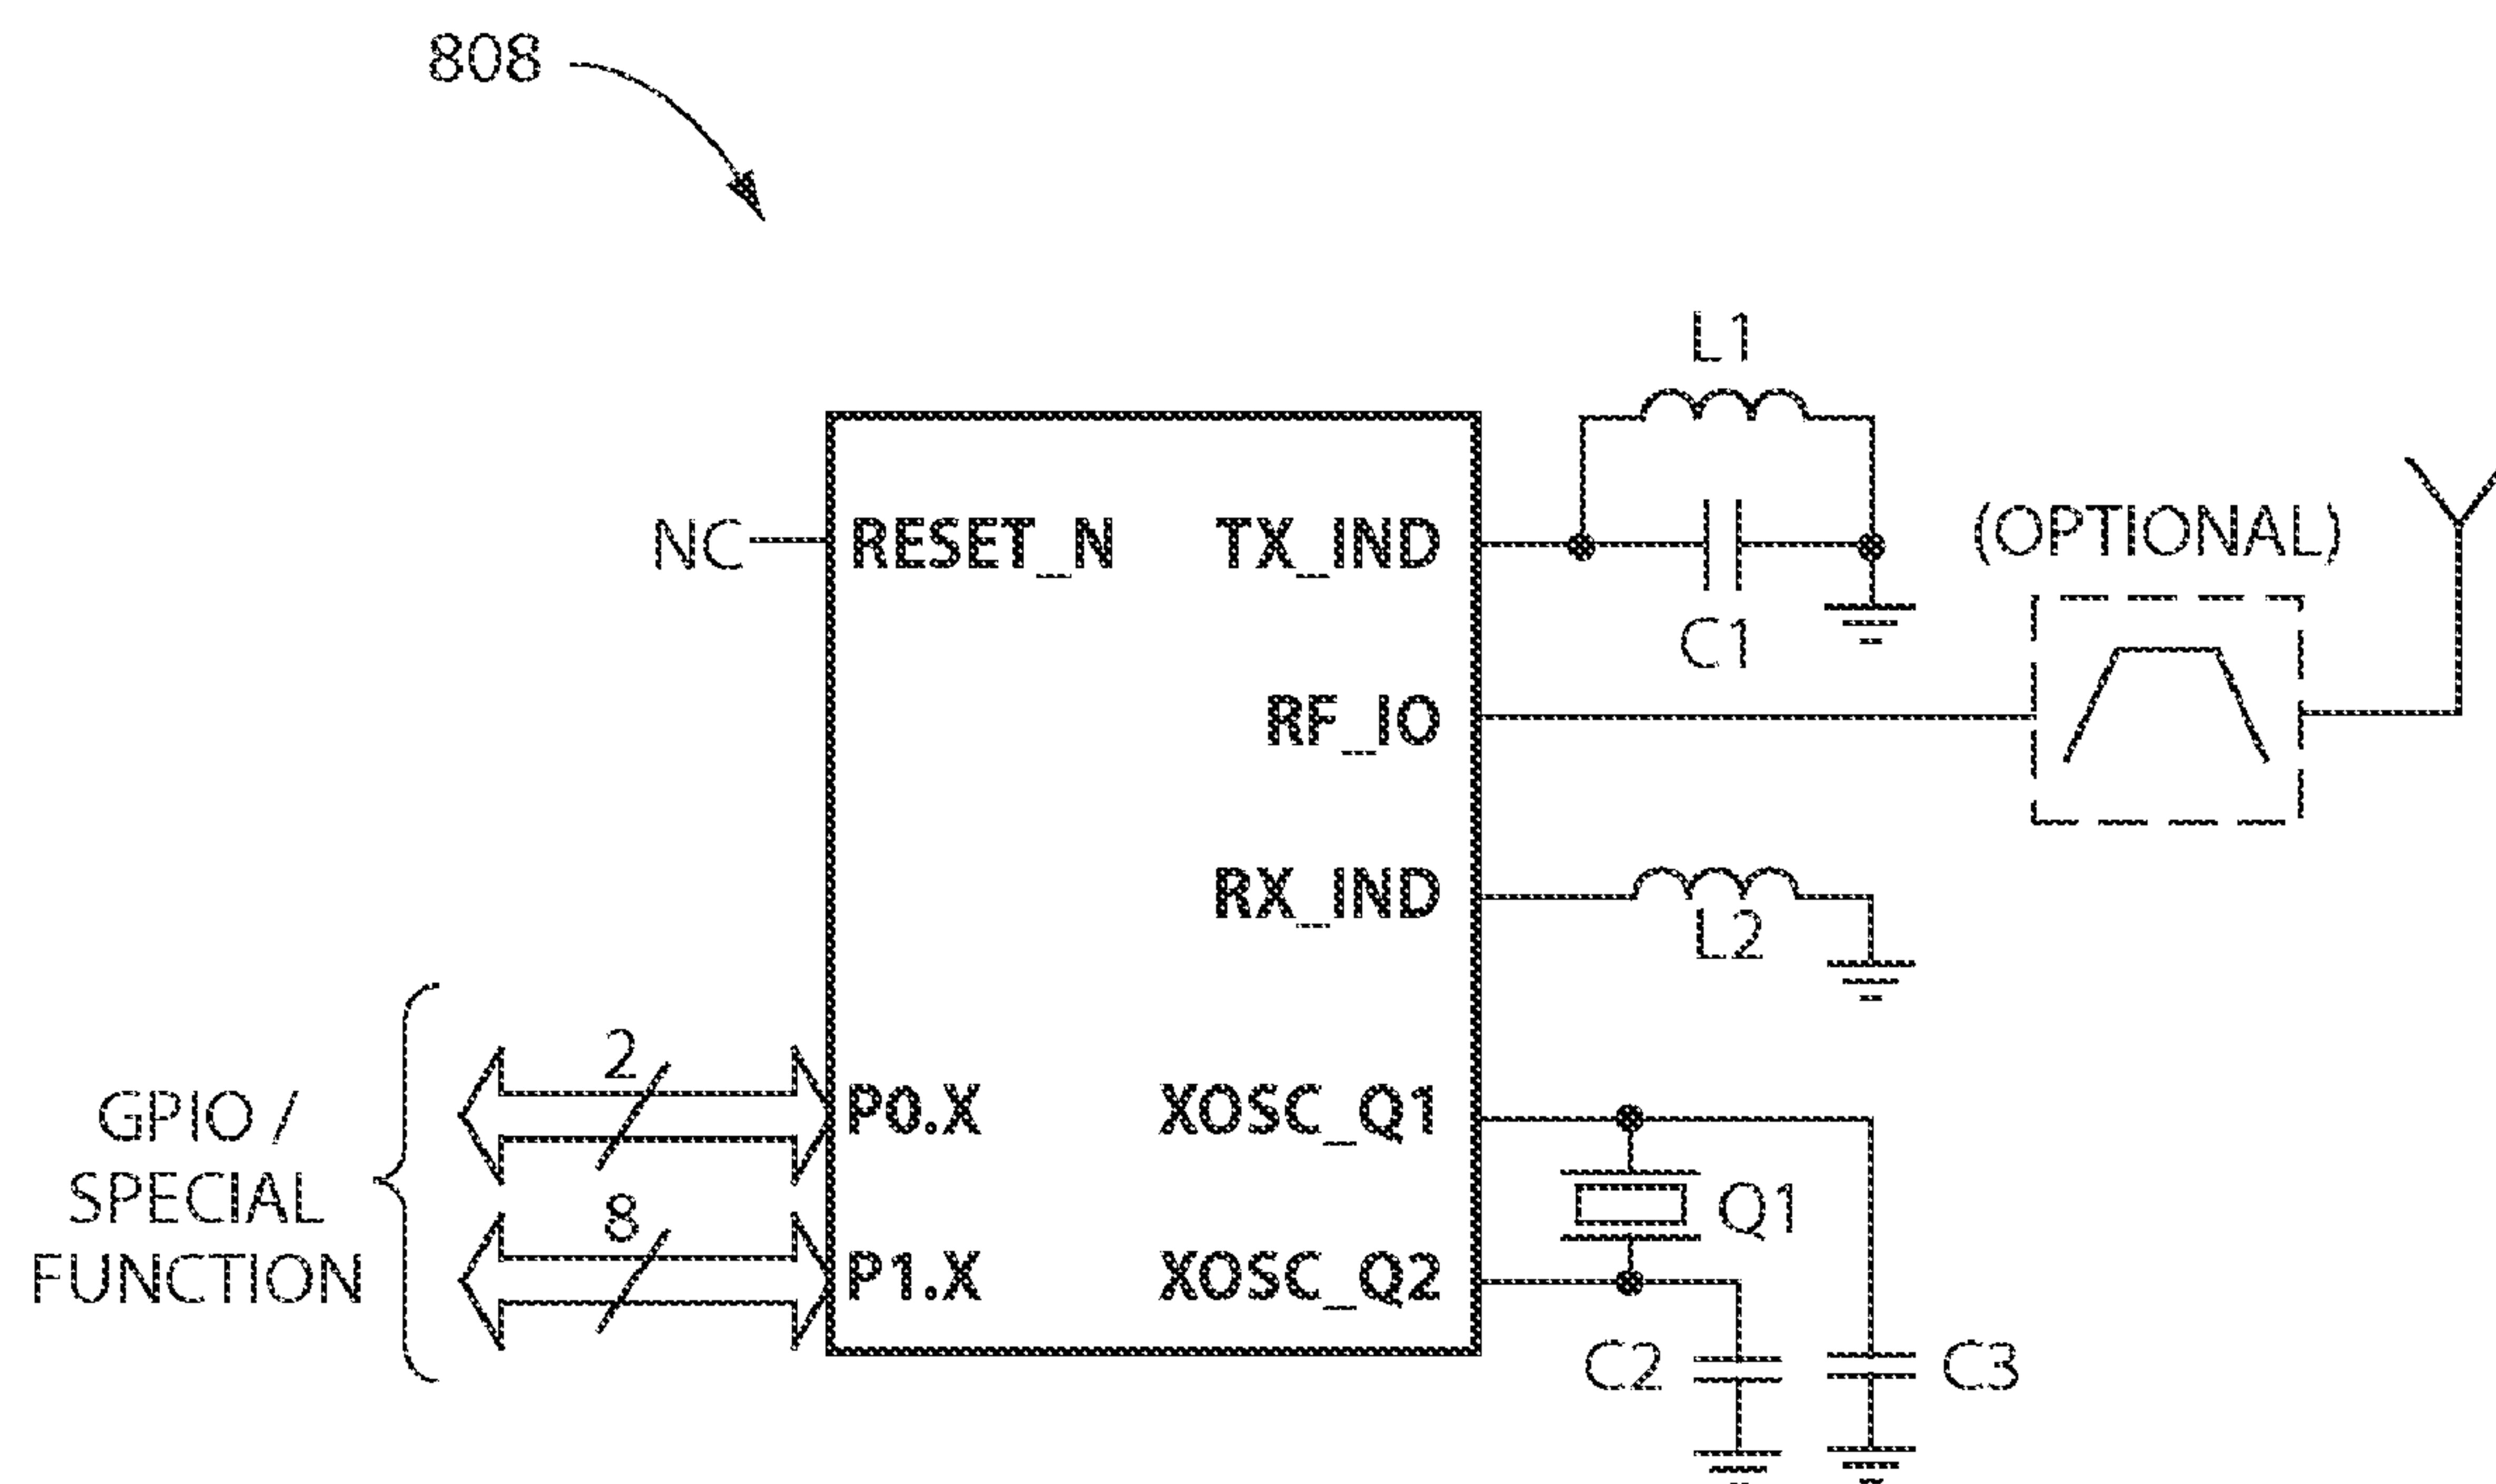 808
L1
NC
RESET_N
TX_IND
(OPTIONAL)
C1
RF_IO
RX_IND
L2
GPIO /
SPECIAL
FUNCTION
2
P0.X
XOSC_Q1
Q1
8
P1.X
XOSC_Q2
C2
C3